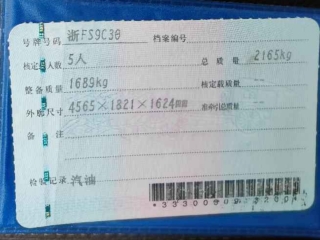 号牌号码 浙FS9C38 档案编号
核定载人数 5人 总质量 2165kg
整备质量 1689kg 核定载质量
外廓尺寸 4565×1821×1624mm 准牵引总质量
备注
检验记录 汽油